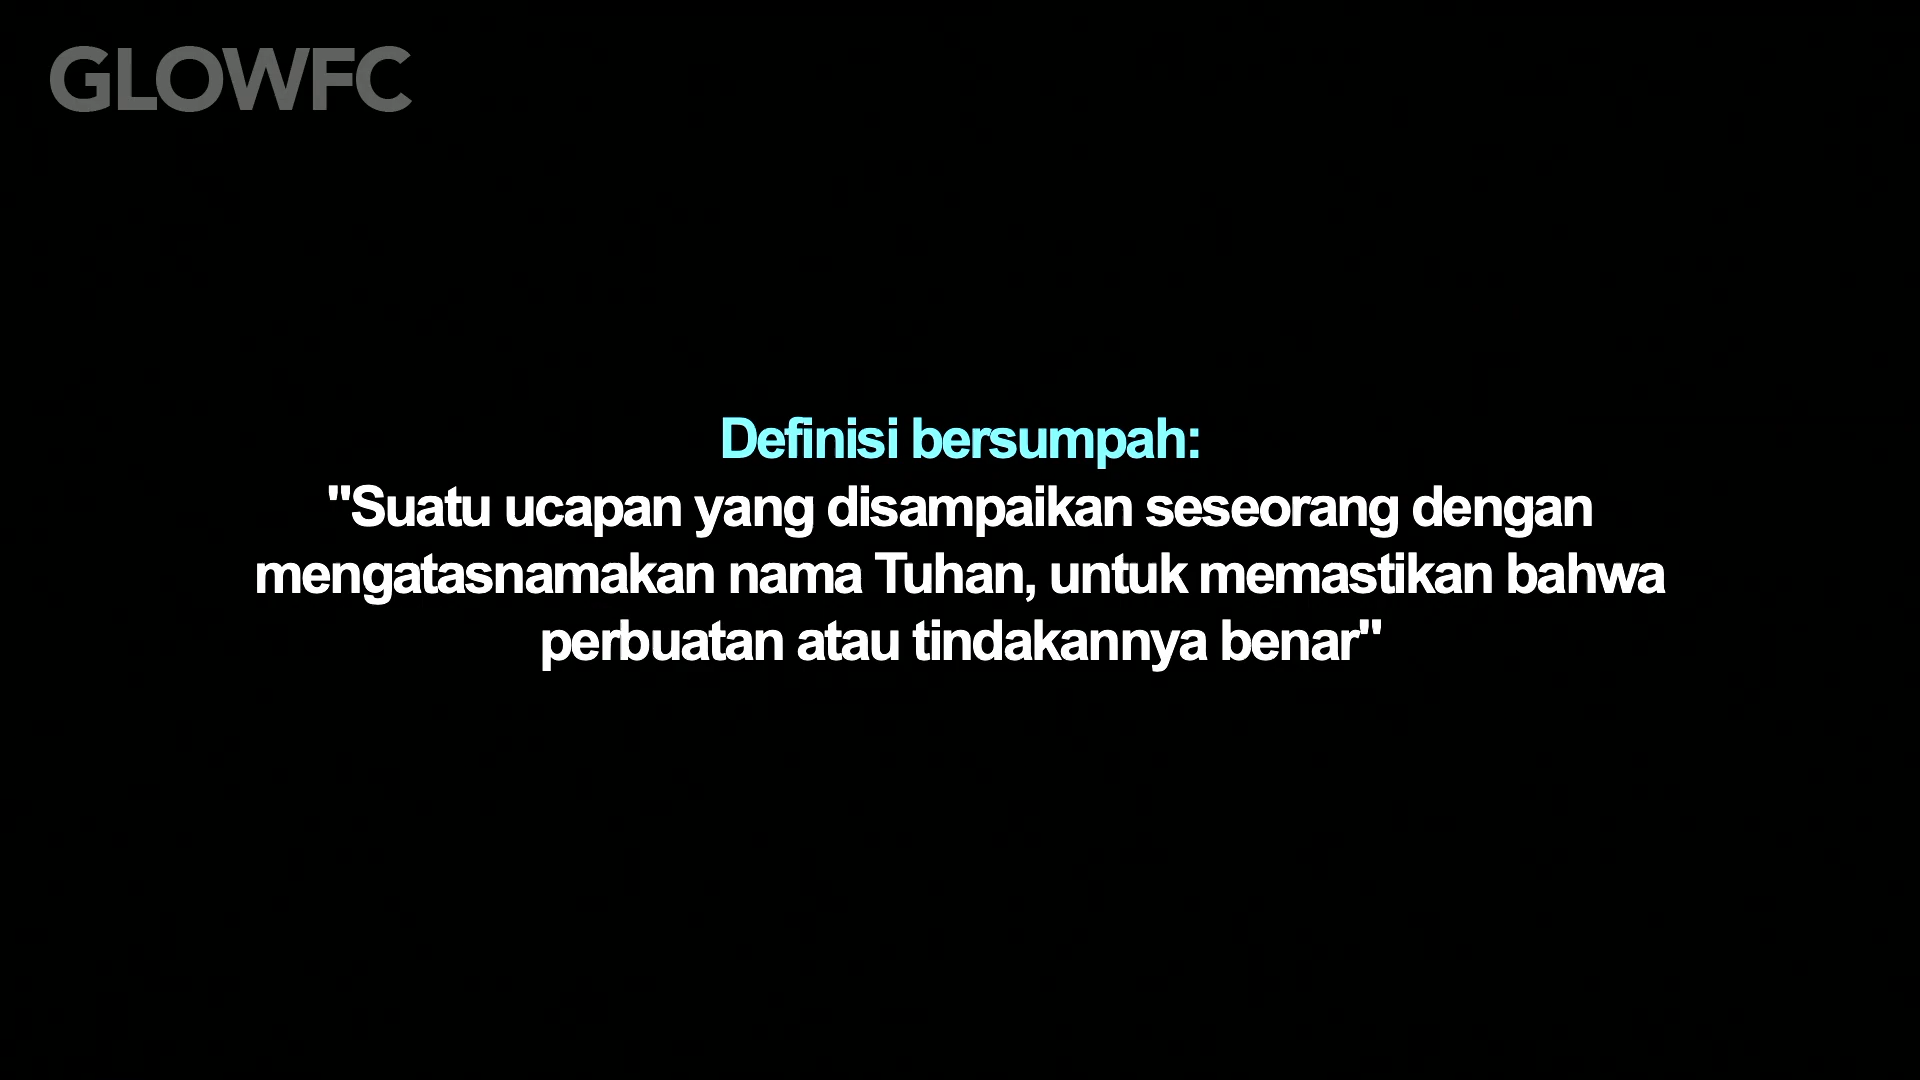 GLOWFC
Definisi bersumpah:
"Suatu ucapan yang disampaikan seseorang dengan
mengatasnamakan nama Tuhan, untuk memastikan bahwa
perbuatan atau tindakannya benar"